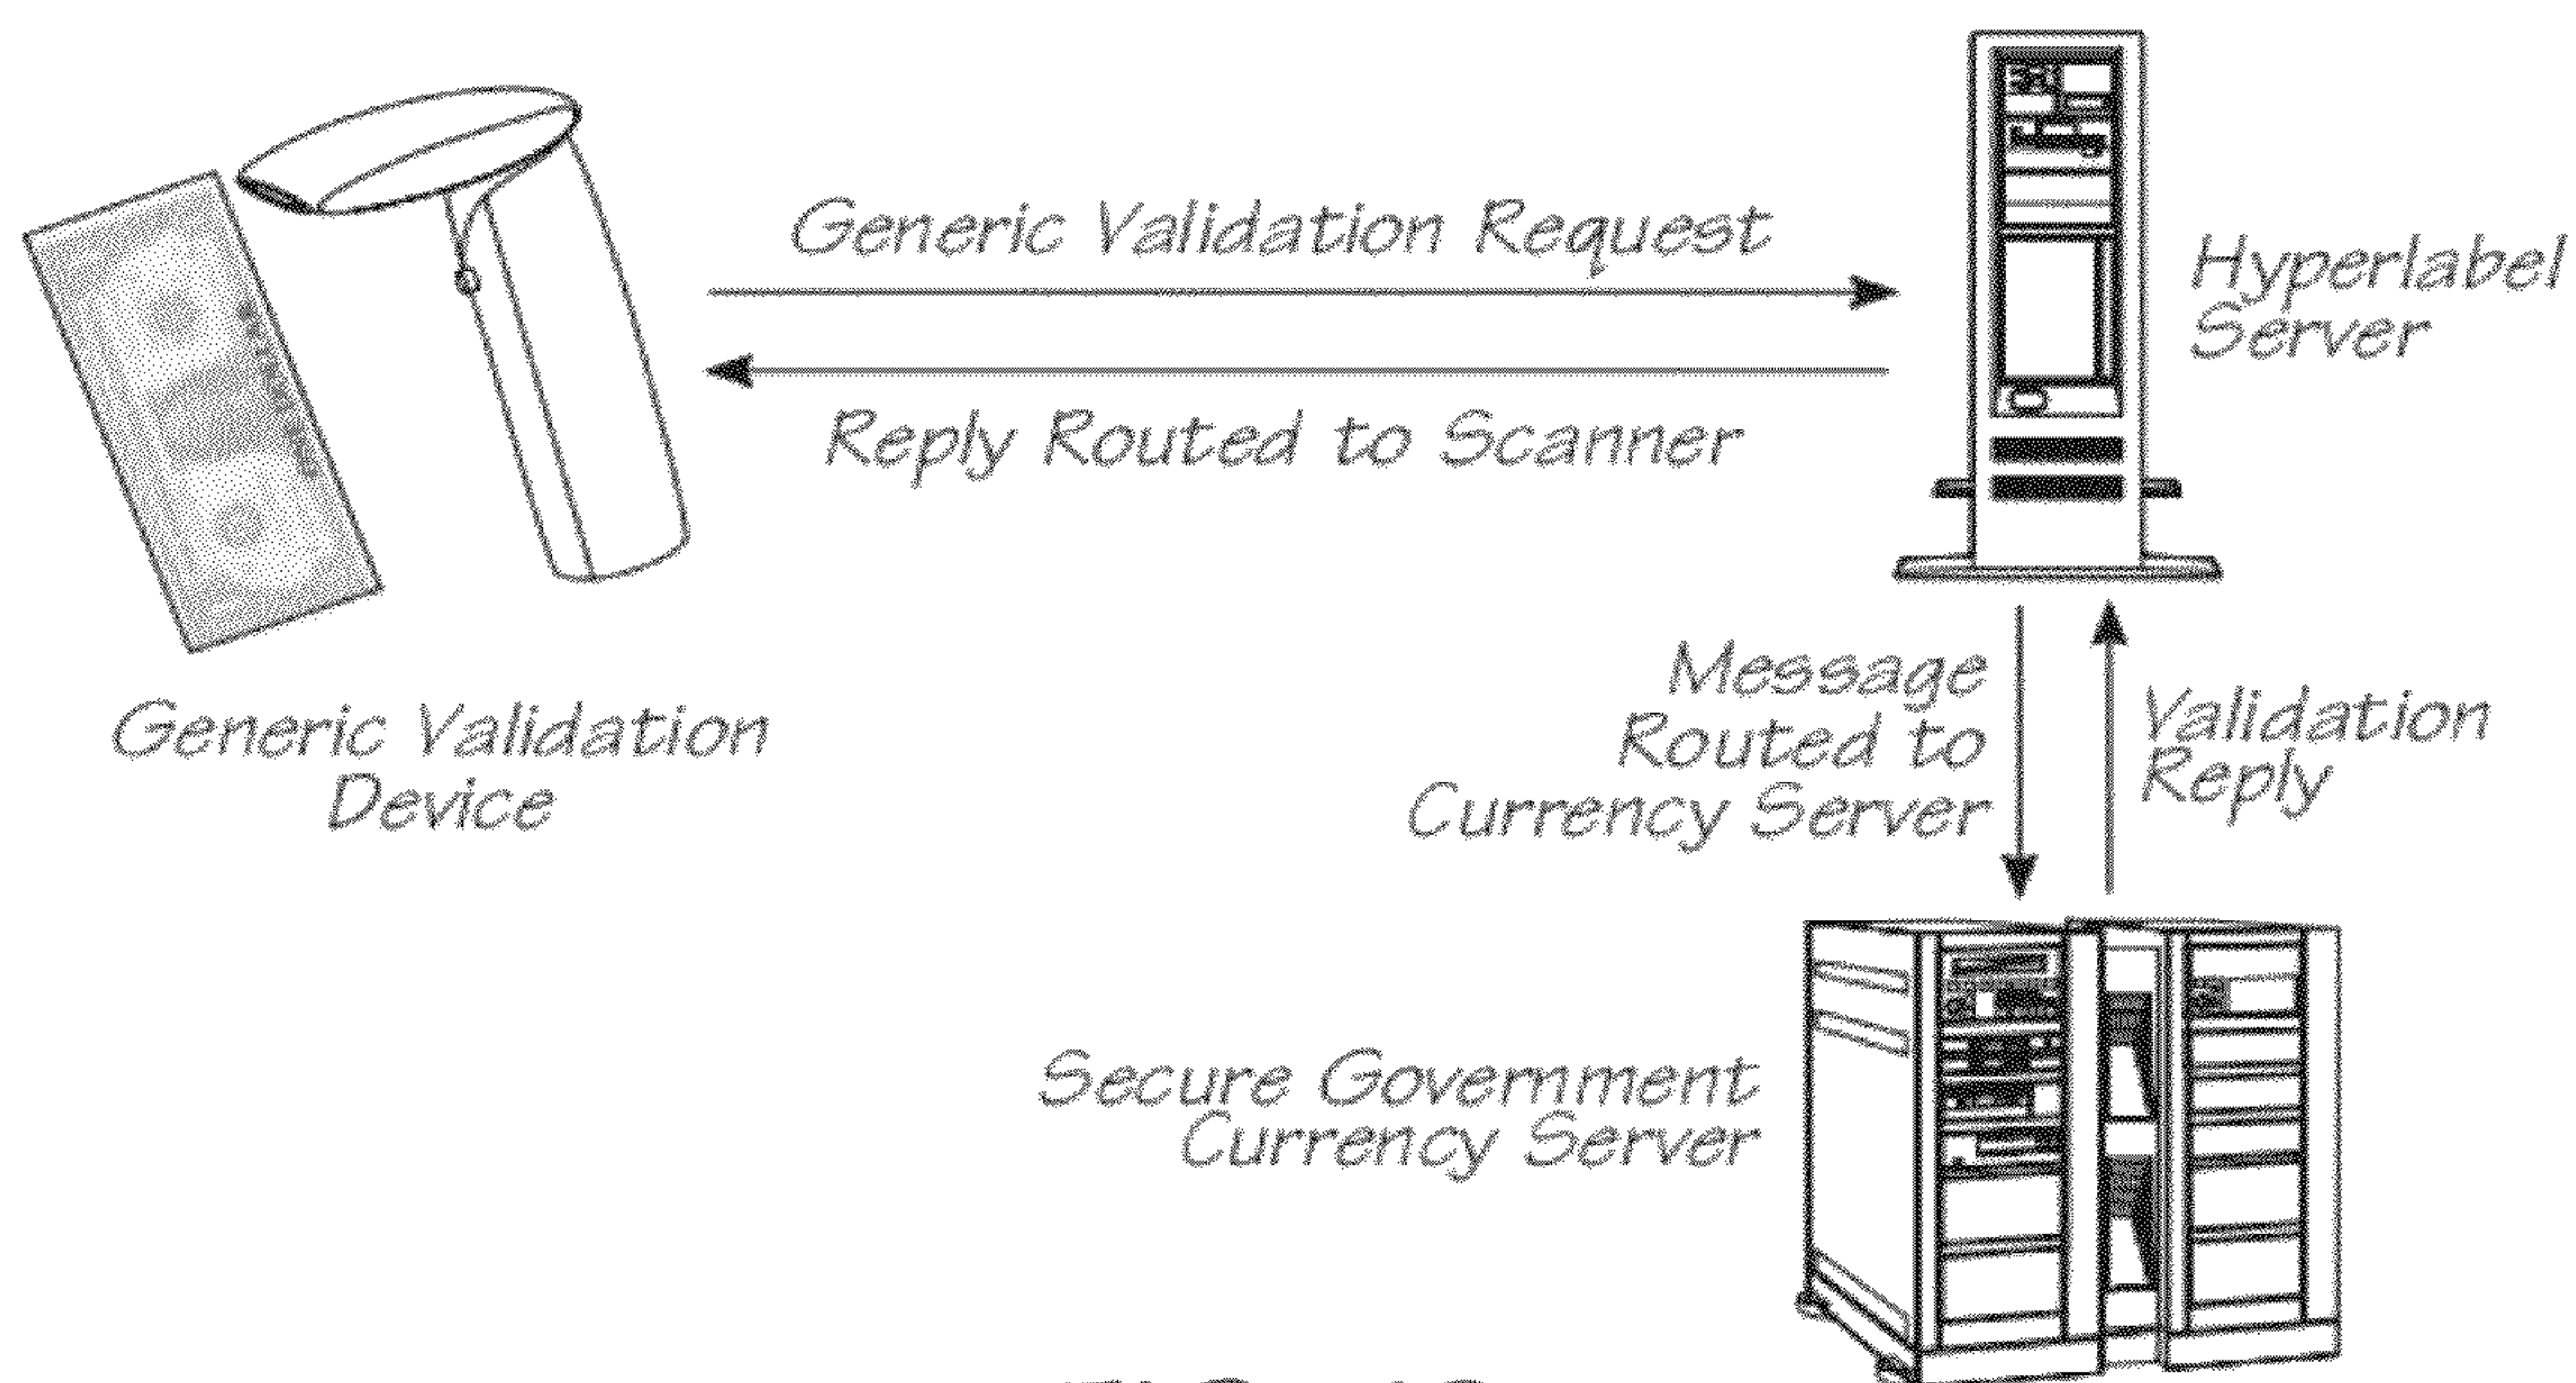 Generic Validation Request
Hyperlabel
Server
Reply Routed to Scanner
Generic Validation
Device
Message
Routed to
Currency Server
Validation
Reply
Secure Government
Currency Server